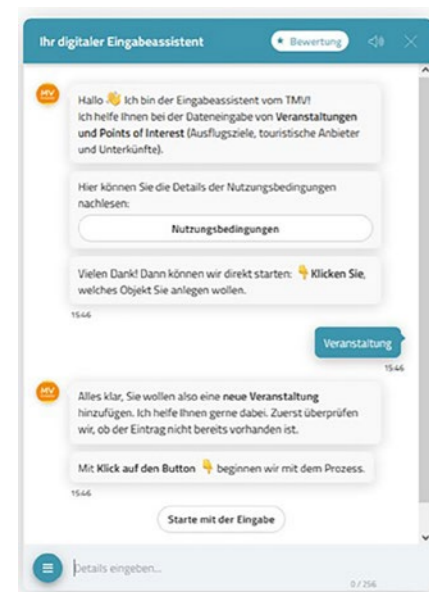 Ihr digitaler Eingabeassistent
★ Bewertung
MV
Hallo 👋 Ich bin der Eingabeassistent vom TMV!
Ich helfe Ihnen bei der Dateneingabe von Veranstaltungen
und Points of Interest (Ausflugsziele, touristische Anbieter
und Unterkünfte).
Hier können Sie die Details der Nutzungsbedingungen
nachlesen:
Nutzungsbedingungen
Vielen Dank! Dann können wir direkt starten: 👇 Klicken Sie,
welches Objekt Sie anlegen wollen.
15:46
Veranstaltung
15:46
MV
Alles klar, Sie wollen also eine neue Veranstaltung
hinzufügen. Ich helfe Ihnen gerne dabei. Zuerst überprüfen
wir, ob der Eintrag nicht bereits vorhanden ist.
Mit Klick auf den Button 👇 beginnen wir mit dem Prozess.
15:46
Starte mit der Eingabe
Details eingeben...
0 / 256